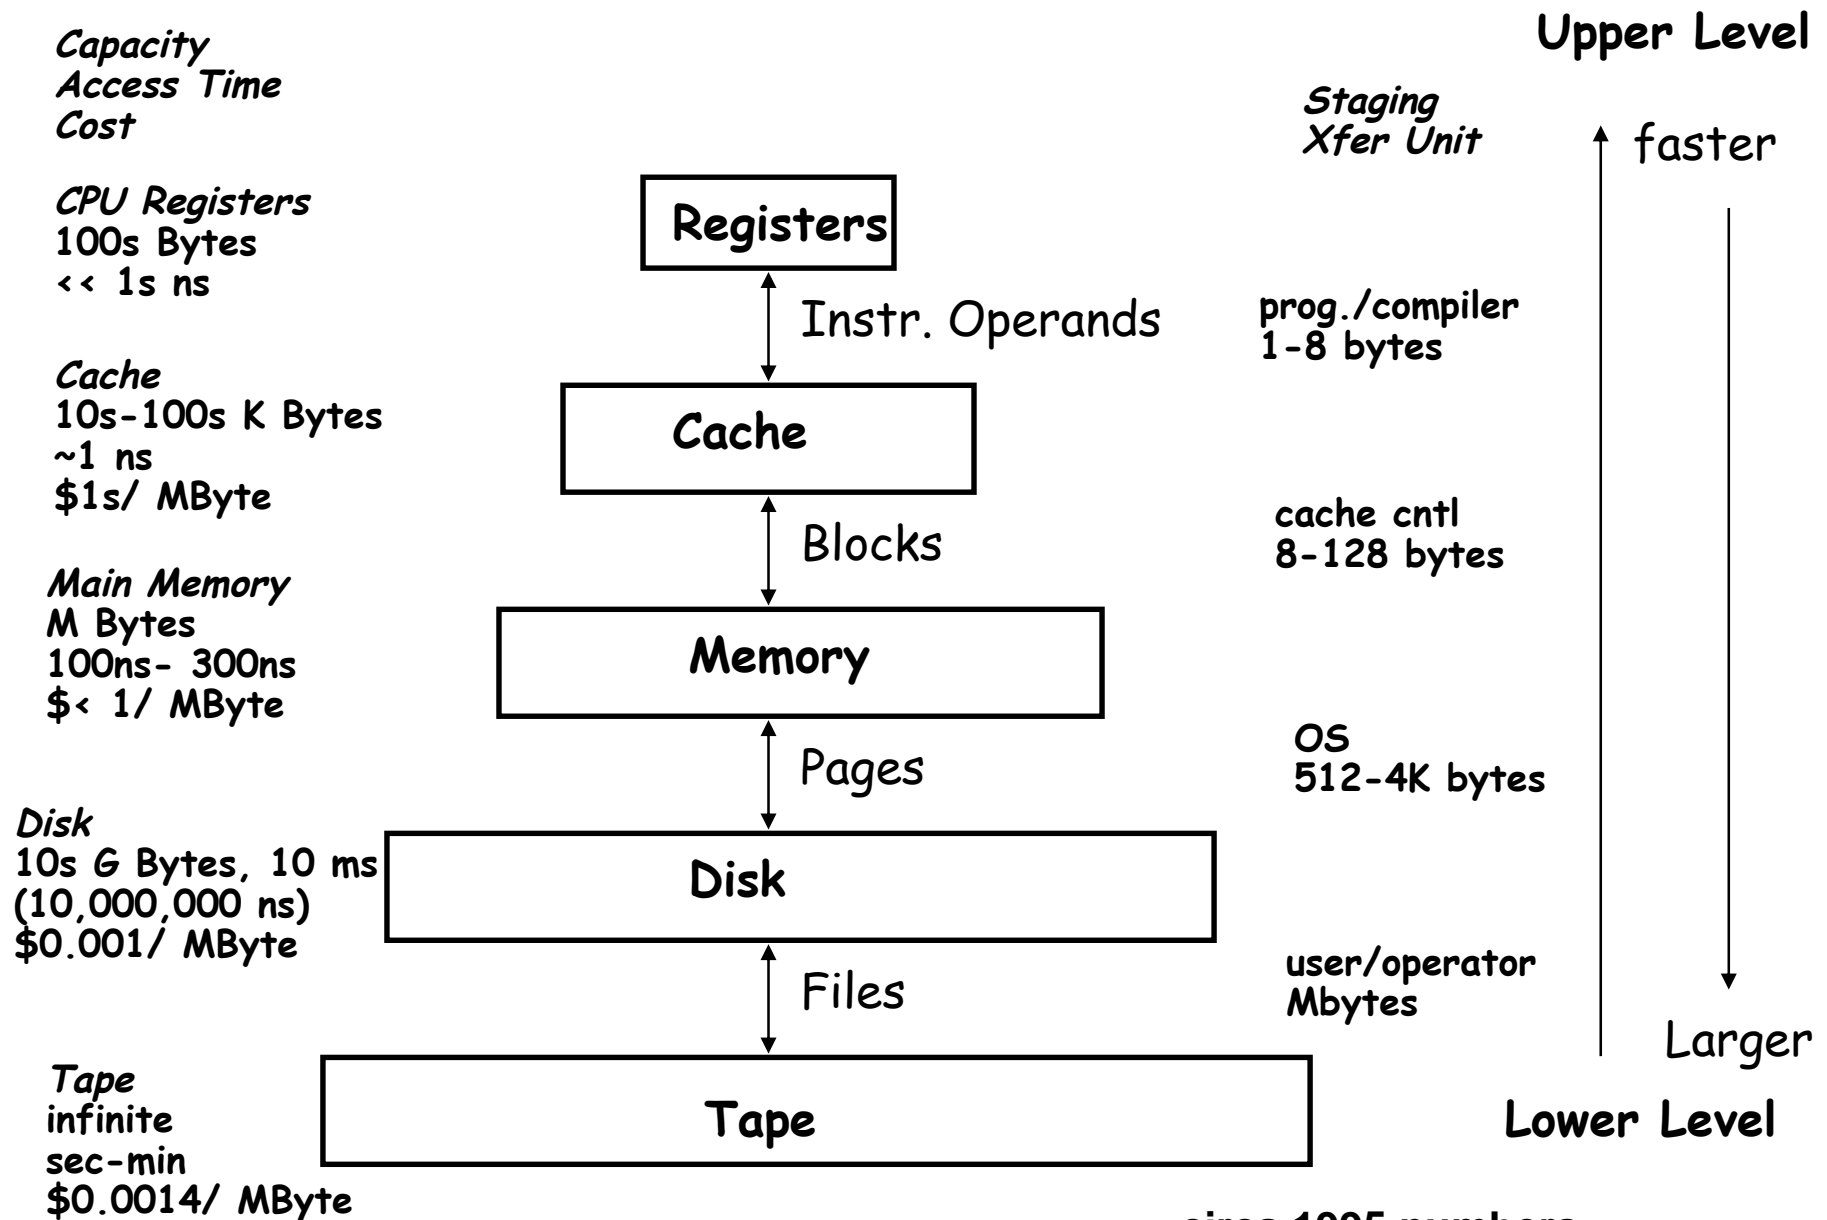 Capacity
Access Time
Cost
Upper Level
Staging
Xfer Unit
faster
CPU Registers
100s Bytes
<< 1s ns
Registers
Instr. Operands
prog./compiler
1-8 bytes
Cache
10s-100s K Bytes
~1 ns
$1s/ MByte
Cache
Blocks
cache cntl
8-128 bytes
Main Memory
M Bytes
100ns- 300ns
$< 1/ MByte
Memory
Pages
OS
512-4K bytes
Disk
10s G Bytes, 10 ms
(10,000,000 ns)
$0.001/ MByte
Disk
Files
user/operator
Mbytes
Larger
Tape
infinite
sec-min
$0.0014/ MByte
Tape
Lower Level
circa 1995 numbers